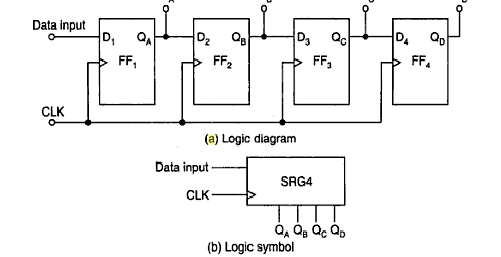 A
Data input
D1 QA D2 QB D3 QC D4 QD
FF1 FF2 FF3 FF4
CLK
(a) Logic diagram
Data input
SRG4
CLK
QA QB QC QD
(b) Logic symbol